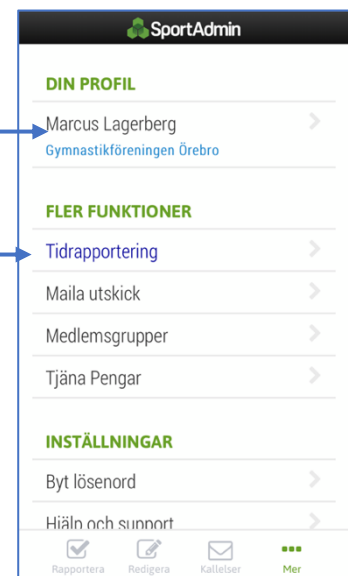 SportAdmin
DIN PROFIL
Marcus Lagerberg
Gymnastikföreningen Örebro
FLER FUNKTIONER
Tidrapportering
Maila utskick
Medlemsgrupper
Tjäna Pengar
INSTÄLLNINGAR
Byt lösenord
Hjälp och support
Rapportera Redigera Kallelser Mer